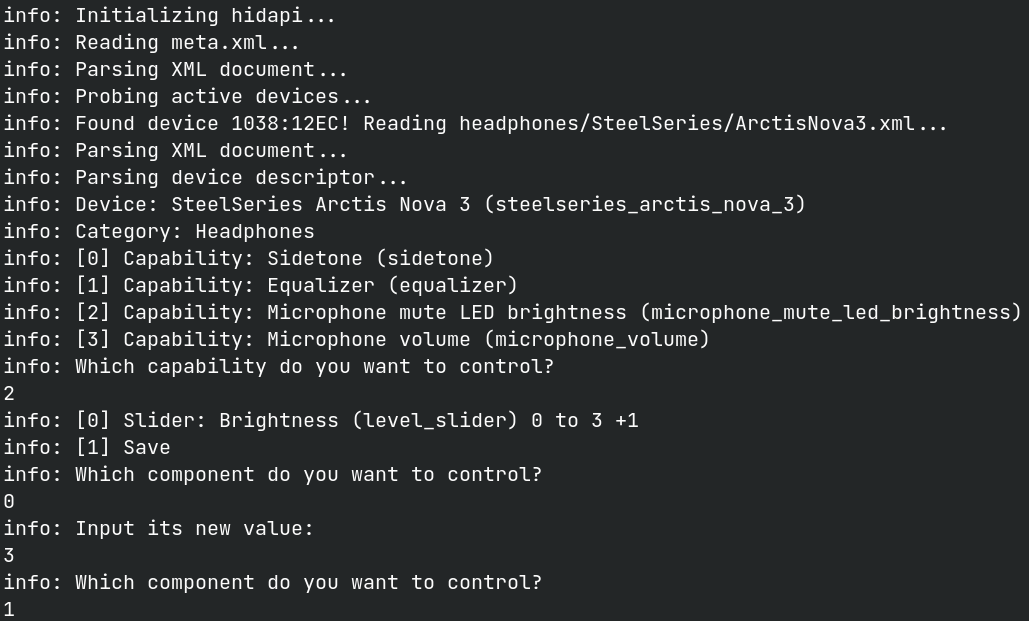 info: Initializing hidapi...
info: Reading meta.xml...
info: Parsing XML document...
info: Probing active devices...
info: Found device 1038:12EC! Reading headphones/SteelSeries/ArctisNova3.xml...
info: Parsing XML document...
info: Parsing device descriptor...
info: Device: SteelSeries Arctis Nova 3 (steelseries_arctis_nova_3)
info: Category: Headphones
info: [0] Capability: Sidetone (sidetone)
info: [1] Capability: Equalizer (equalizer)
info: [2] Capability: Microphone mute LED brightness (microphone_mute_led_brightness)
info: [3] Capability: Microphone volume (microphone_volume)
info: Which capability do you want to control?
2
info: [0] Slider: Brightness (level_slider) 0 to 3 +1
info: [1] Save
info: Which component do you want to control?
0
info: Input its new value:
3
info: Which component do you want to control?
1